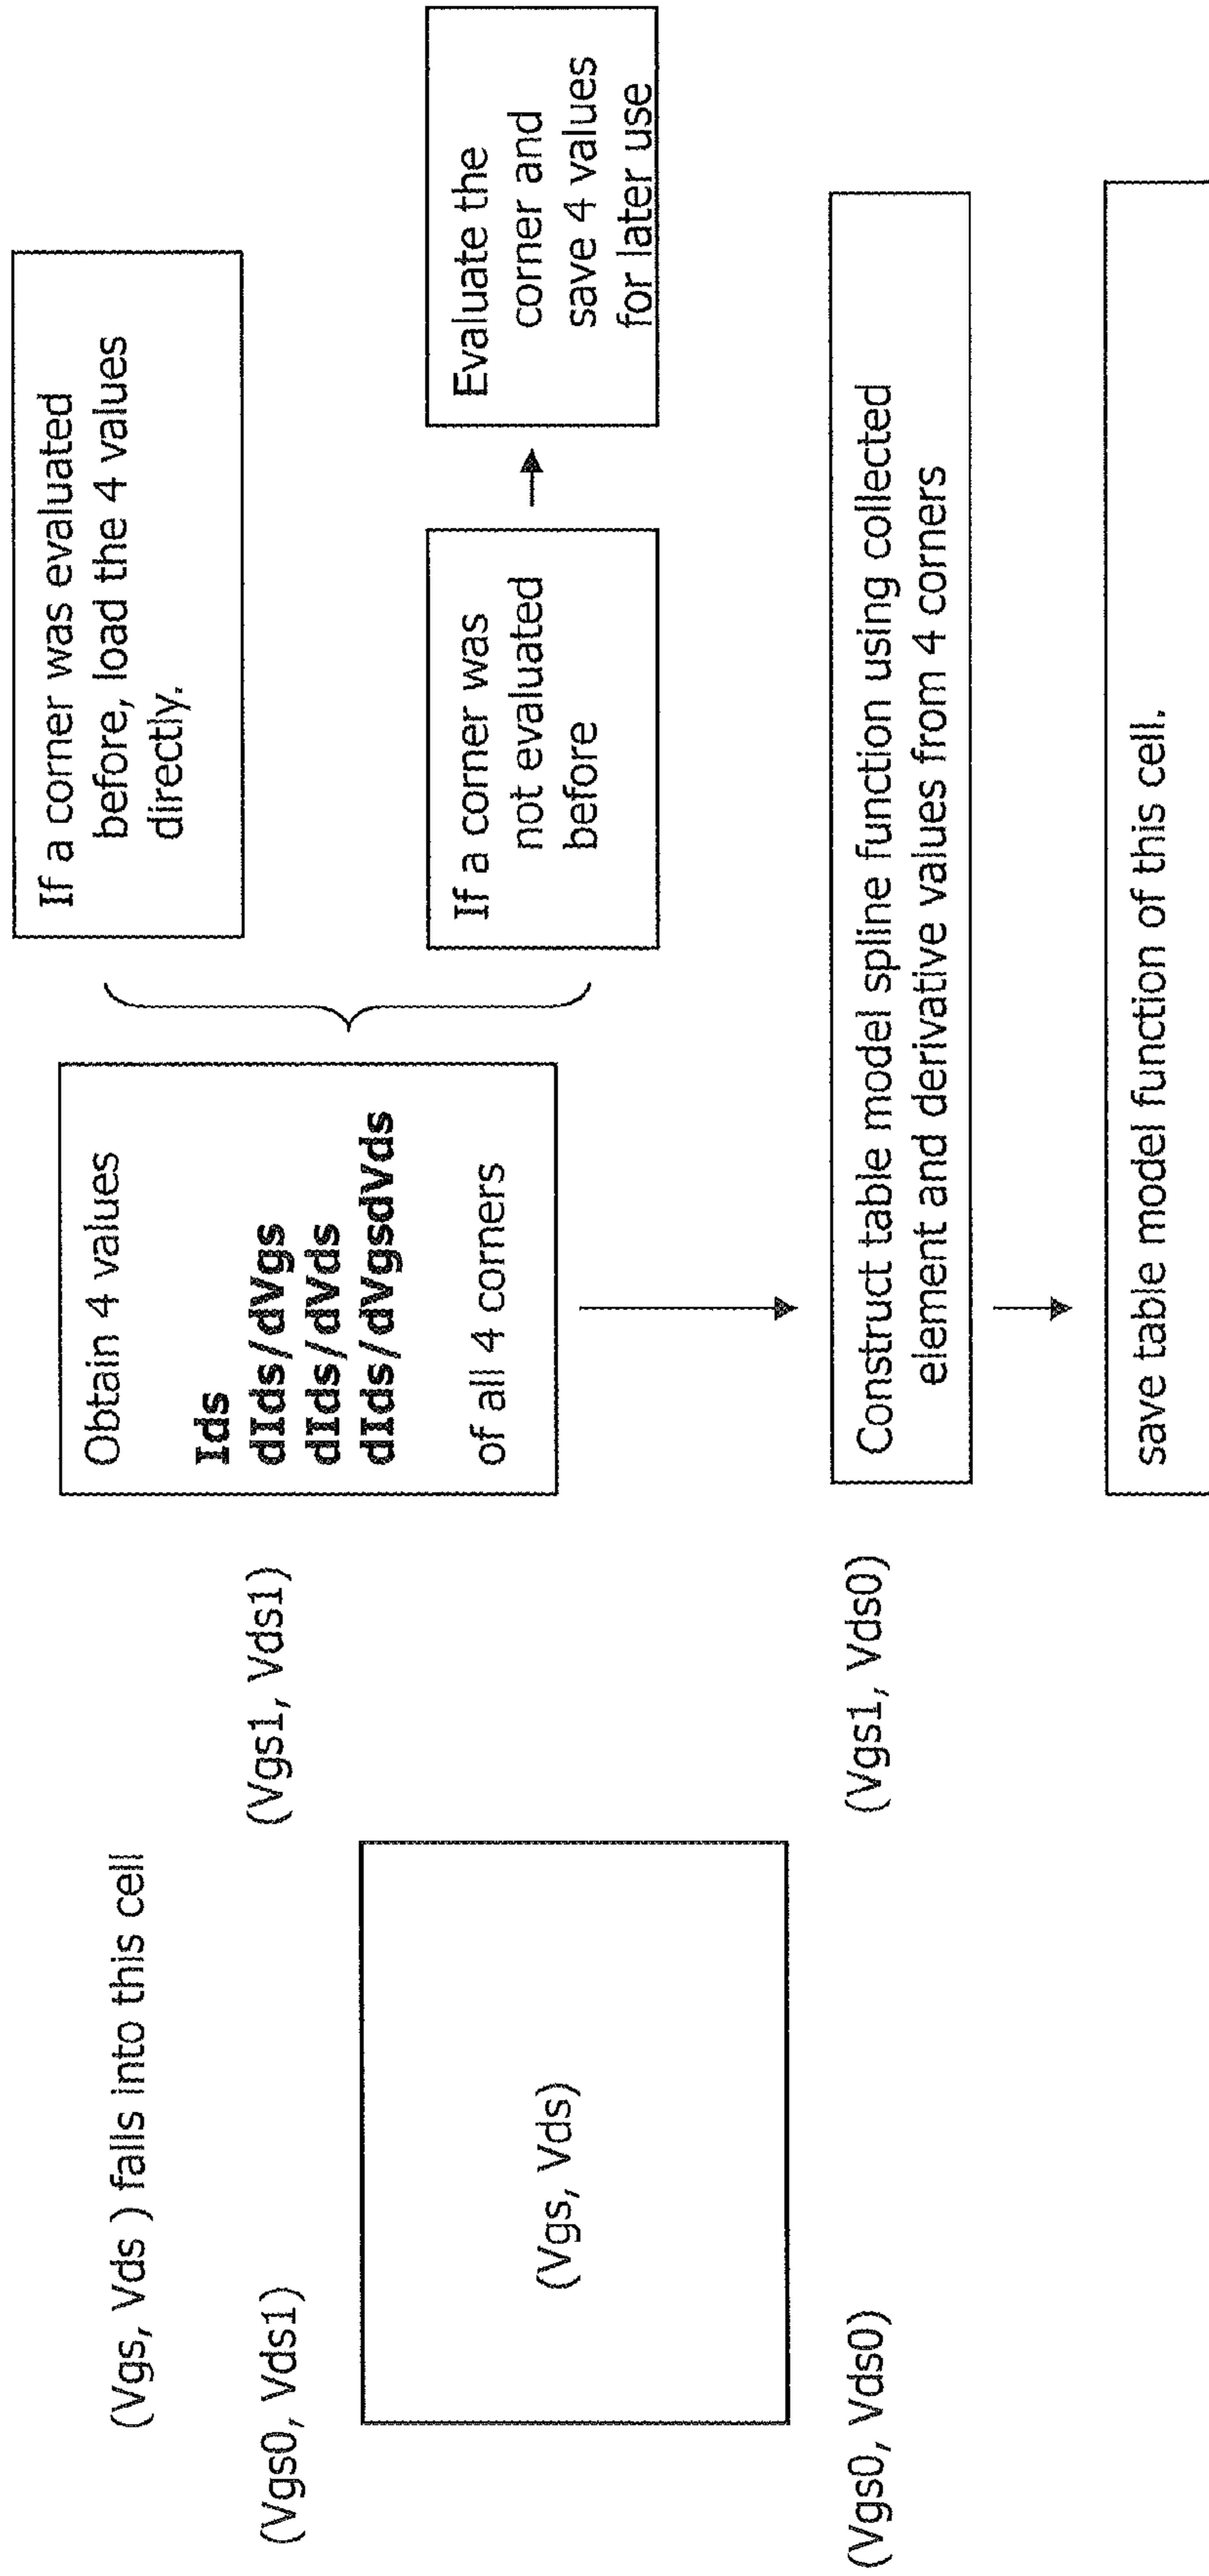 (Vgs, Vds ) falls into this cell
(Vgs0, Vds1)
(Vgs1, Vds1)
(Vgs, Vds)
(Vgs0, Vds0)
(Vgs1, Vds0)
Obtain 4 values
Ids
dIds/dVgs
dIds/dVds
dIds/dVgsdVds
of all 4 corners
If a corner was evaluated
before, load the 4 values
directly.
If a corner was
not evaluated
before
Evaluate the
corner and
save 4 values
for later use
Construct table model spline function using collected
element and derivative values from 4 corners
save table model function of this cell.